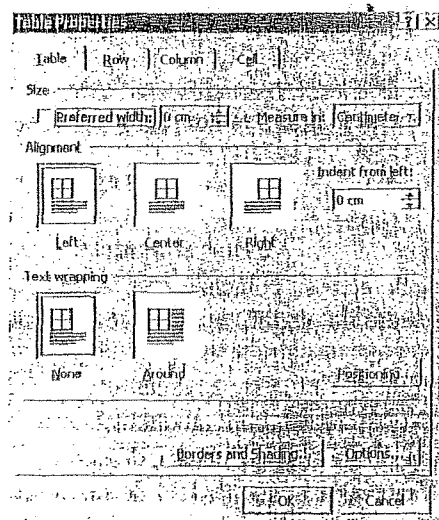 Table Properties ? X
Table Row Column Cell
Size
Preferred width: 0 cm Measure in: Centimeter
Alignment
Indent from left:
0 cm
Left Center Right
Text wrapping
None Around Positioning...
Borders and Shading... Options...
OK Cancel